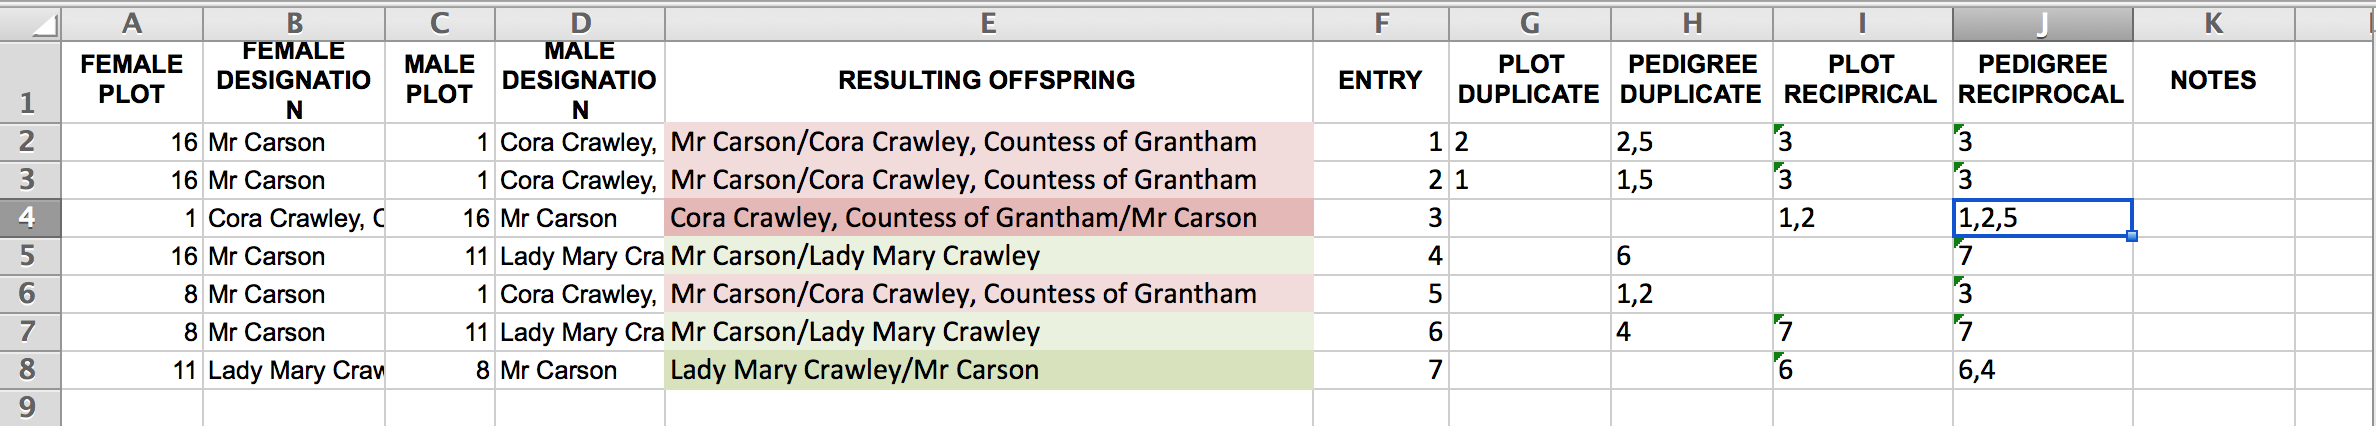 A B C D E F G H I J K
1 FEMALE PLOT FEMALE DESIGNATIO N MALE PLOT MALE DESIGNATIO N RESULTING OFFSPRING ENTRY PLOT DUPLICATE PEDIGREE DUPLICATE PLOT RECIPRICAL PEDIGREE RECIPROCAL NOTES
2 16 Mr Carson 1 Cora Crawley, Mr Carson/Cora Crawley, Countess of Grantham 1 2 2,5 3 3
3 16 Mr Carson 1 Cora Crawley, Mr Carson/Cora Crawley, Countess of Grantham 2 1 1,5 3 3
4 1 Cora Crawley, C 16 Mr Carson Cora Crawley, Countess of Grantham/Mr Carson 3 1,2 1,2,5
5 16 Mr Carson 11 Lady Mary Cra Mr Carson/Lady Mary Crawley 4 6 7
6 8 Mr Carson 1 Cora Crawley, Mr Carson/Cora Crawley, Countess of Grantham 5 1,2 3
7 8 Mr Carson 11 Lady Mary Cra Mr Carson/Lady Mary Crawley 6 4 7 7
8 11 Lady Mary Craw 8 Mr Carson Lady Mary Crawley/Mr Carson 7 6 6,4
9